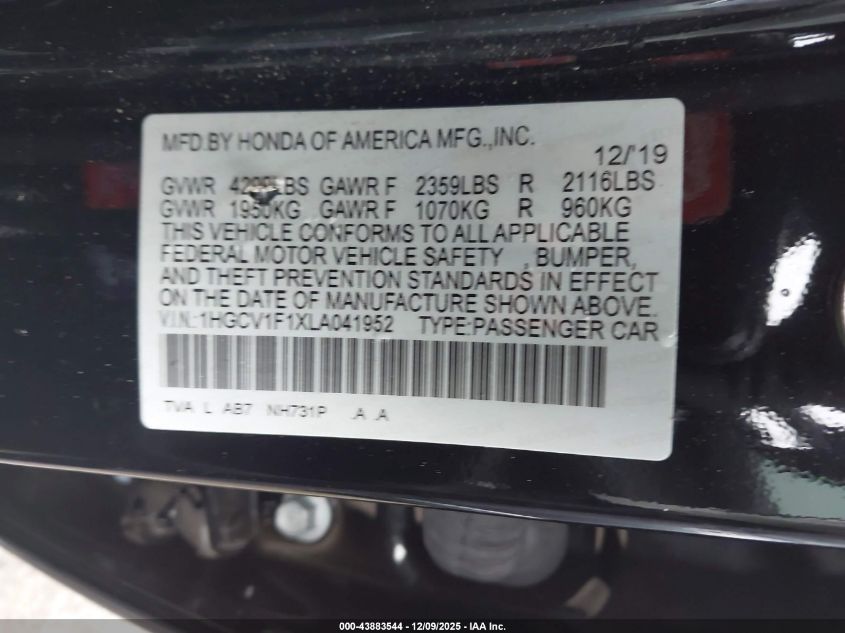 MFD.BY HONDA OF AMERICA MFG.,INC.
12/'19
GVWR LBS GAWR F 2359LBS R 2116LBS
GVWR 1950KG GAWR F 1070KG R 960KG
THIS VEHICLE CONFORMS TO ALL APPLICABLE
FEDERAL MOTOR VEHICLE SAFETY , BUMPER,
AND THEFT PREVENTION STANDARDS IN EFFECT
ON THE DATE OF MANUFACTURE SHOWN ABOVE.
V.I.N.:1HGCV1F1XLA041952 TYPE:PASSENGER CAR
TVA L AB7 NH731P .A .A
000-43883544 - 12/09/2025 - IAA Inc.